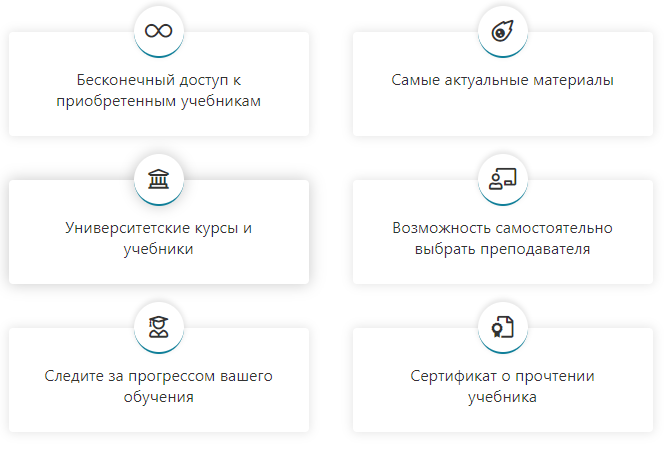 Бесконечный доступ к
приобретенным учебникам
Самые актуальные материалы
Университетские курсы и
учебники
Возможность самостоятельно
выбрать преподавателя
Следите за прогрессом вашего
обучения
Сертификат о прочтении
учебника